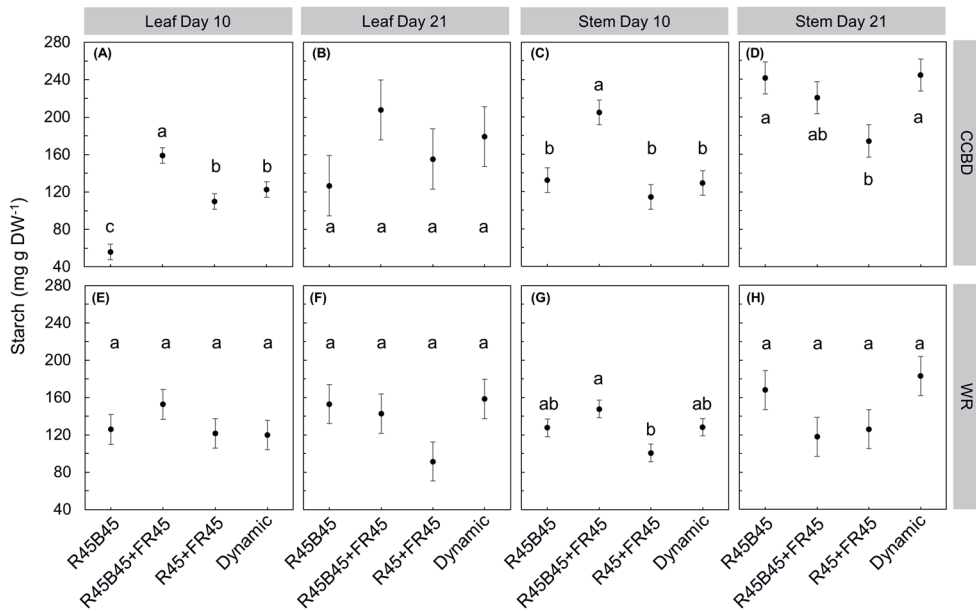 Leaf Day 10 Leaf Day 21 Stem Day 10 Stem Day 21
Starch (mg g DW-1)
280 (A) (B) (C) (D)
240
200
160
120
80
40
a b b c
a a a a
a b b b
a ab b a
CCBD
280 (E) (F) (G) (H)
240
200
160
120
80
40
a a a a
a a a a
ab a b ab
a a a a
WR
R45B45 R45B45+FR45 R45+FR45 Dynamic
R45B45 R45B45+FR45 R45+FR45 Dynamic
R45B45 R45B45+FR45 R45+FR45 Dynamic
R45B45 R45B45+FR45 R45+FR45 Dynamic